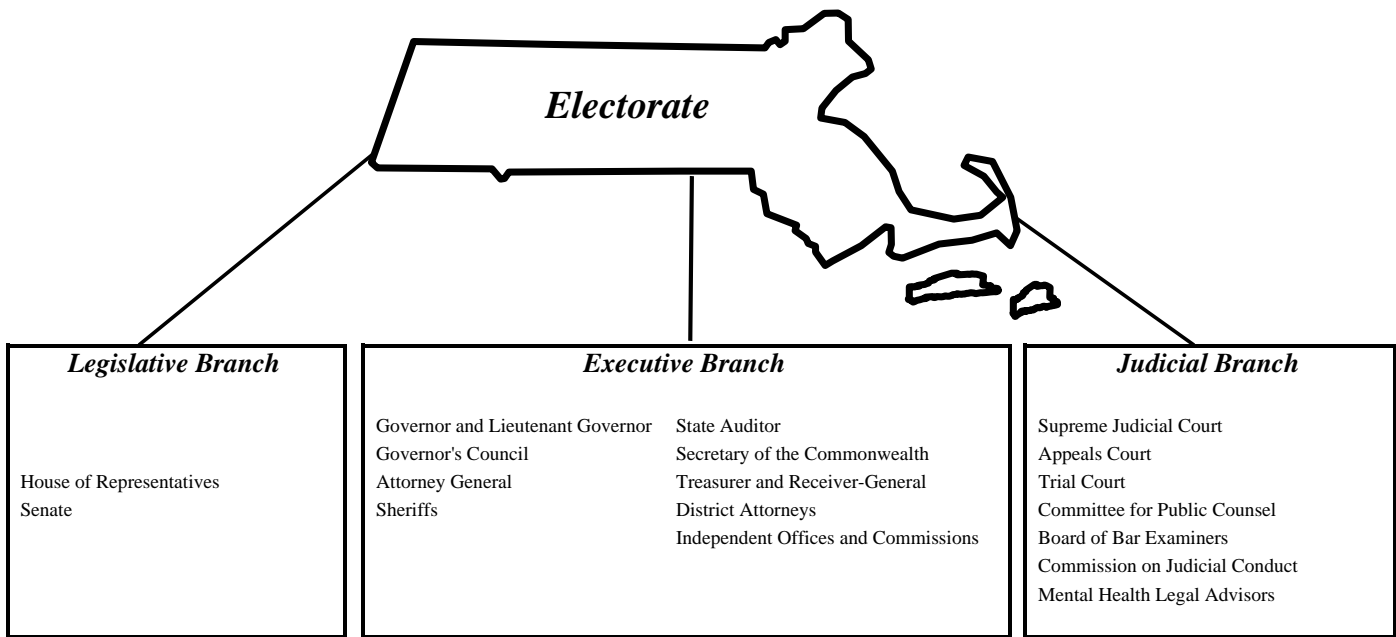 Electorate
Legislative Branch
House of Representatives
Senate
Executive Branch
Governor and Lieutenant Governor
Governor's Council
Attorney General
Sheriffs
State Auditor
Secretary of the Commonwealth
Treasurer and Receiver-General
District Attorneys
Independent Offices and Commissions
Judicial Branch
Supreme Judicial Court
Appeals Court
Trial Court
Committee for Public Counsel
Board of Bar Examiners
Commission on Judicial Conduct
Mental Health Legal Advisors